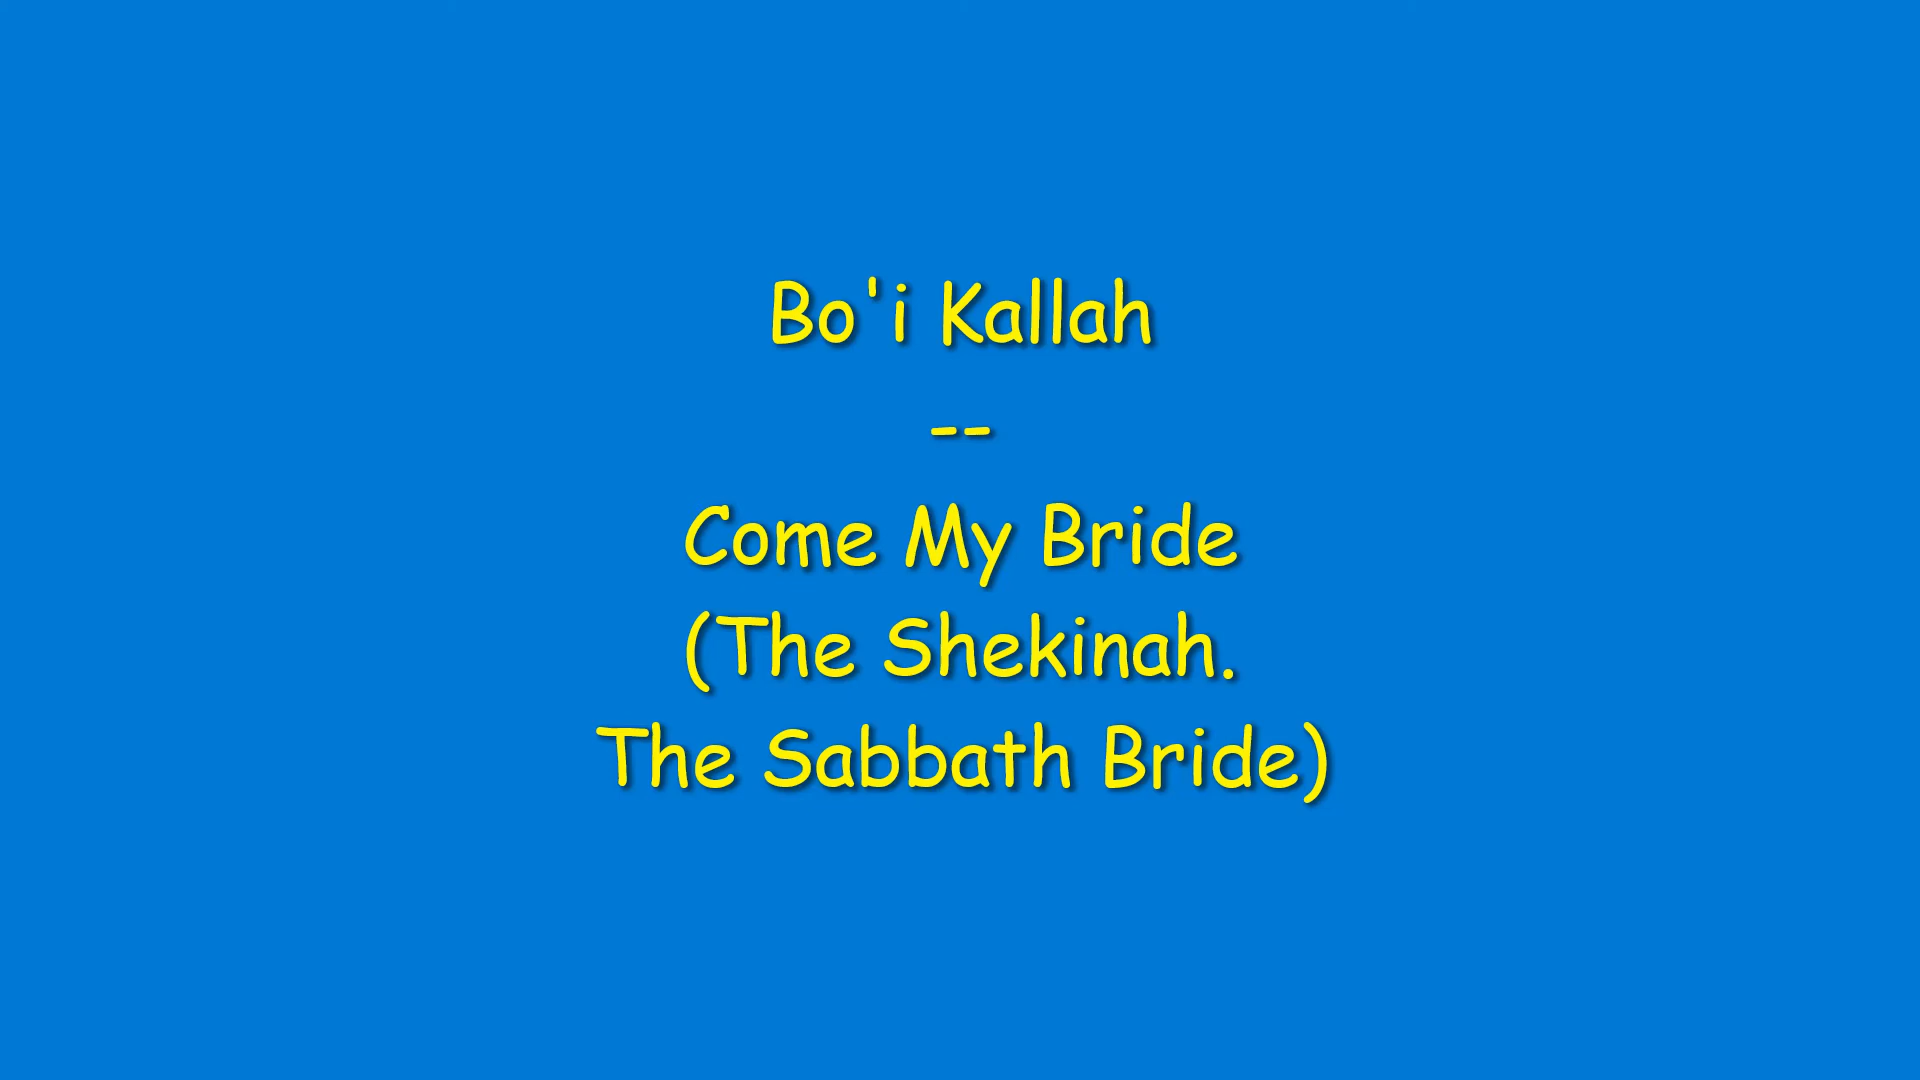 Bo'i Kallah
--
Come My Bride
(The Shekinah.
The Sabbath Bride)